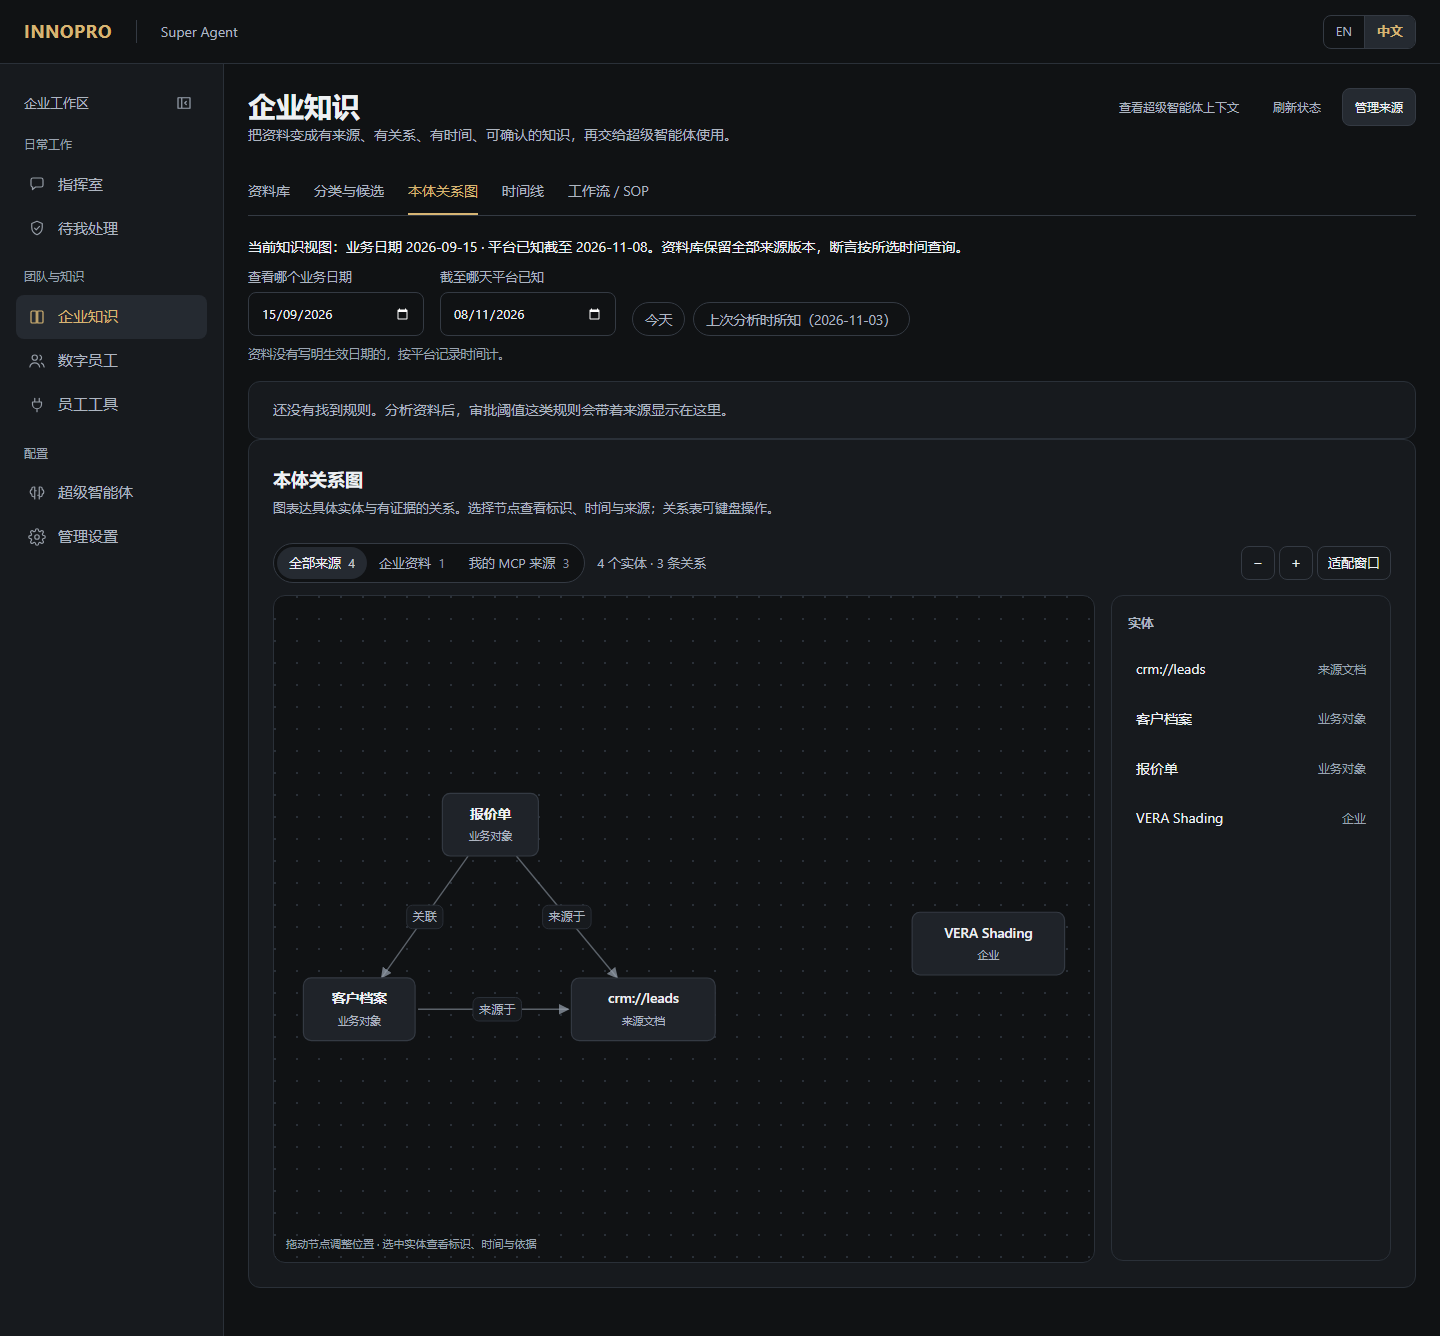 INNOPRO
Super Agent
EN
中文
企业工作区
日常工作
指挥室
待我处理
团队与知识
企业知识
数字员工
员工工具
配置
超级智能体
管理设置
企业知识
把资料变成有来源、有关系、有时间、可确认的知识，再交给超级智能体使用。
查看超级智能体上下文
刷新状态
管理来源
资料库
分类与候选
本体关系图
时间线
工作流 / SOP
当前知识视图：业务日期 2026-09-15 · 平台已知截至 2026-11-08。资料库保留全部来源版本，断言按所选时间查询。
查看哪个业务日期
截至哪天平台已知
15/09/2026
08/11/2026
今天
上次分析时所知（2026-11-03）
资料没有写明生效日期的，按平台记录时间计。
还没有找到规则。分析资料后，审批阈值这类规则会带着来源显示在这里。
本体关系图
图表达具体实体与有证据的关系。选择节点查看标识、时间与来源；关系表可键盘操作。
全部来源 4
企业资料 1
我的 MCP 来源 3
4 个实体 · 3 条关系
−
+
适配窗口
报价单
业务对象
关联
来源于
客户档案
业务对象
来源于
crm://leads
来源文档
VERA Shading
企业
拖动节点调整位置 · 选中实体查看标识、时间与依据
实体
crm://leads
来源文档
客户档案
业务对象
报价单
业务对象
VERA Shading
企业